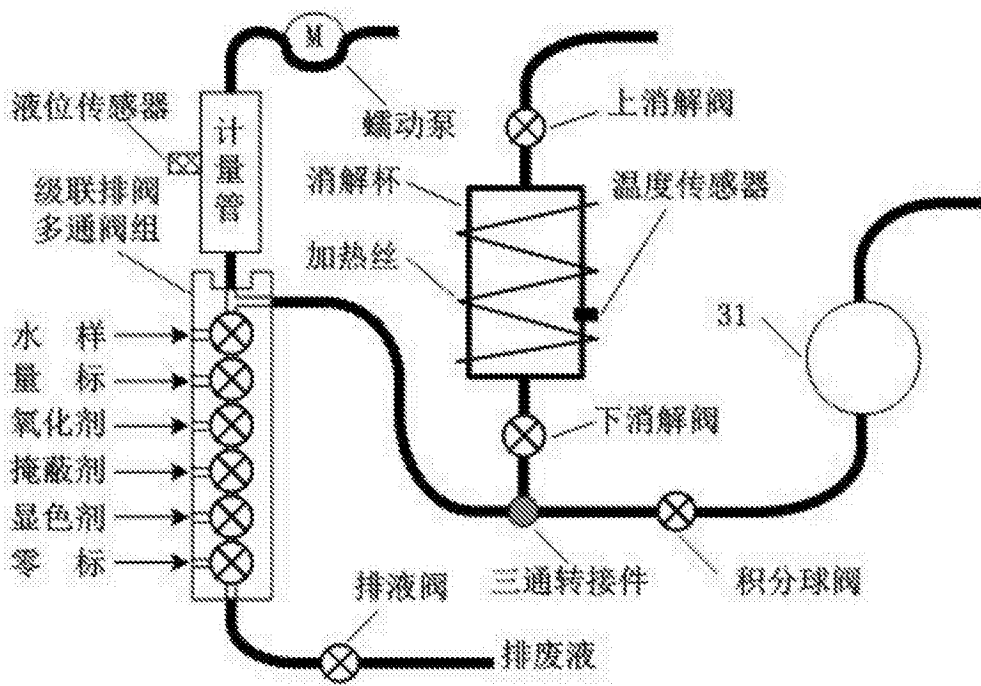 M
液位传感器
计
量
管
蠕动泵
上消解阀
级联排阀
多通阀组
消解杯
温度传感器
加热丝
31
水 样
量 标
氧化剂
掩蔽剂
显色剂
零 标
下消解阀
三通转接件
积分球阀
排液阀
排废液